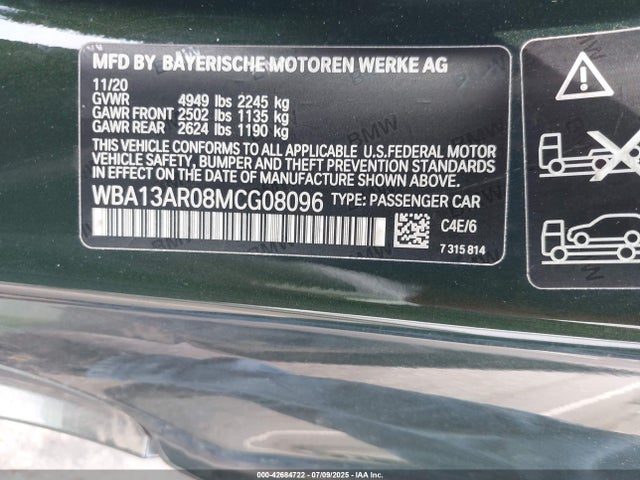 MFD BY BAYERISCHE MOTOREN WERKE AG
11/20
GVWR 4949 lbs 2245 kg
GAWR FRONT 2502 lbs 1135 kg
GAWR REAR 2624 lbs 1190 kg
THIS VEHICLE CONFORMS TO ALL APPLICABLE U.S.FEDERAL MOTOR
VEHICLE SAFETY, BUMPER AND THEFT PREVENTION STANDARDS
IN EFFECT ON THE DATE OF MANUFACTURE SHOWN ABOVE.
WBA13AR08MCG08096 TYPE: PASSENGER CAR
C4E/6
7 315 814
000-42684722 / 07/09/2025 / IAA Inc.